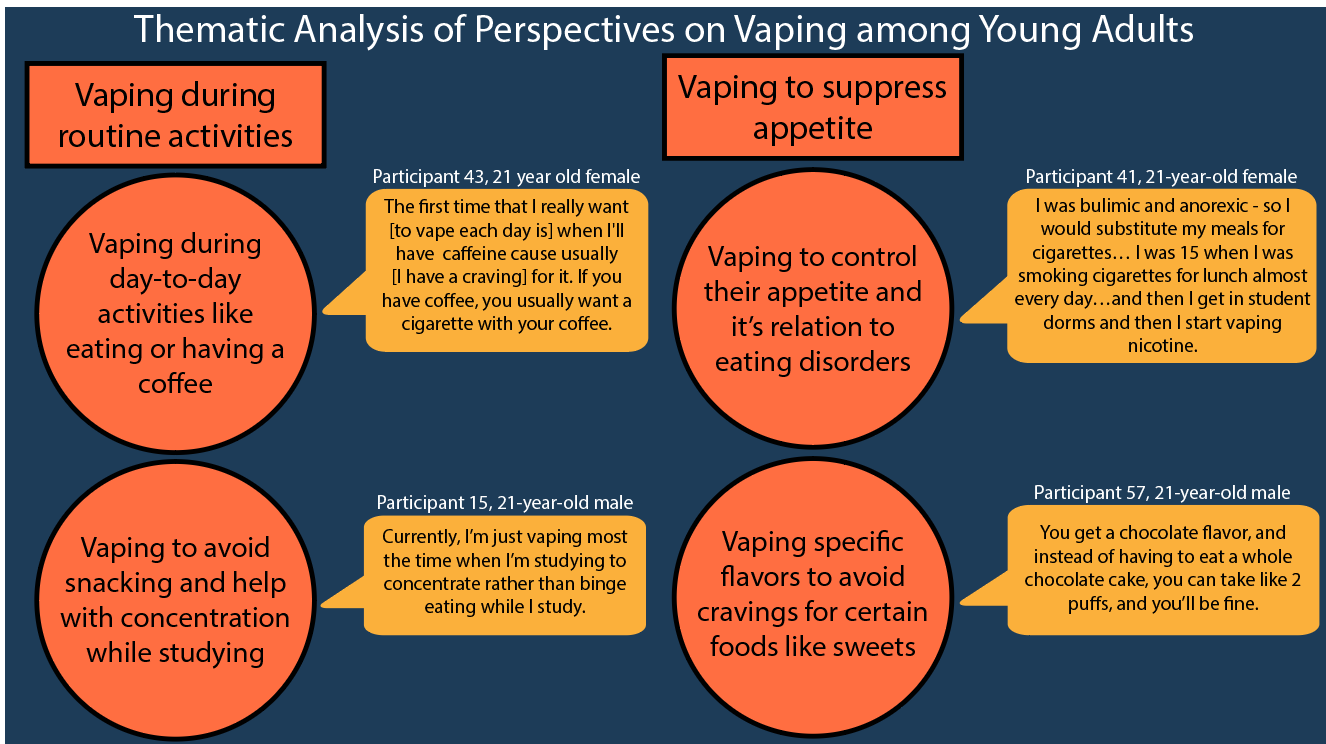 Thematic Analysis of Perspectives on Vaping among Young Adults
Vaping during
routine activities
Vaping during
day-to-day
activities like
eating or having a
coffee
Participant 43, 21 year old female
The first time that I really want
[to vape each day is] when I'll
have caffeine cause usually
[I have a craving] for it. If you
have coffee, you usually want a
cigarette with your coffee.
Vaping to avoid
snacking and help
with concentration
while studying
Participant 15, 21-year-old male
Currently, I’m just vaping most
the time when I’m studying to
concentrate rather than binge
eating while I study.
Vaping to suppress
appetite
Vaping to control
their appetite and
it’s relation to
eating disorders
Participant 41, 21-year-old female
I was bulimic and anorexic - so I
would substitute my meals for
cigarettes… I was 15 when I was
smoking cigarettes for lunch almost
every day…and then I get in student
dorms and then I start vaping
nicotine.
Vaping specific
flavors to avoid
cravings for certain
foods like sweets
Participant 57, 21-year-old male
You get a chocolate flavor, and
instead of having to eat a whole
chocolate cake, you can take like 2
puffs, and you’ll be fine.